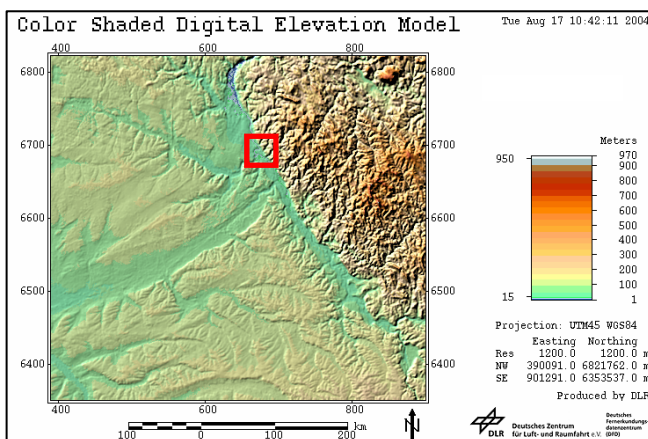 Color Shaded Digital Elevation Model
Tue Aug 17 10:42:11 2004
400 600 800
6800 6800
6700 6700
6600 6600
6500 6500
6400 6400
400 600 800
100 0 100 200
km
N
Meters
950
970
900
800
700
600
500
400
300
200
100
15
1
Projection: UTM45 WGS84
Easting Northing
Res 1200.0 1200.0 m
NW 390091.0 6821762.0 m
SE 901291.0 6353537.0 m
Produced by DLR
DLR
Deutsches Zentrum
für Luft- und Raumfahrt e.V.
Deutsches
Fernerkundungs-
datenzentrum
(DFD)